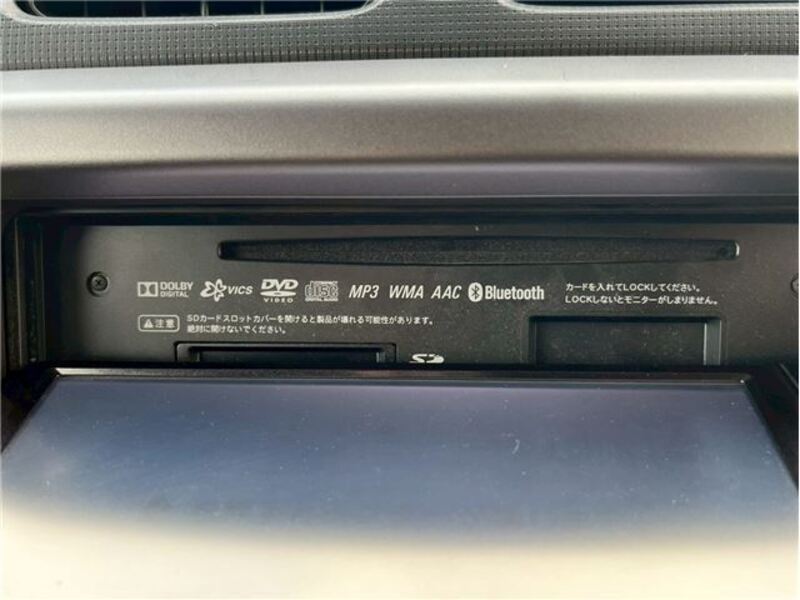 DOLBY DIGITAL VICS DVD VIDEO COMPACT disc DIGITAL AUDIO MP3 WMA AAC Bluetooth
カードを入れてLOCKしてください。
LOCKしないとモニターがしまりません。
注意 SDカードスロットカバーを開けると製品が壊れる可能性があります。
絶対に開けないでください。
SD